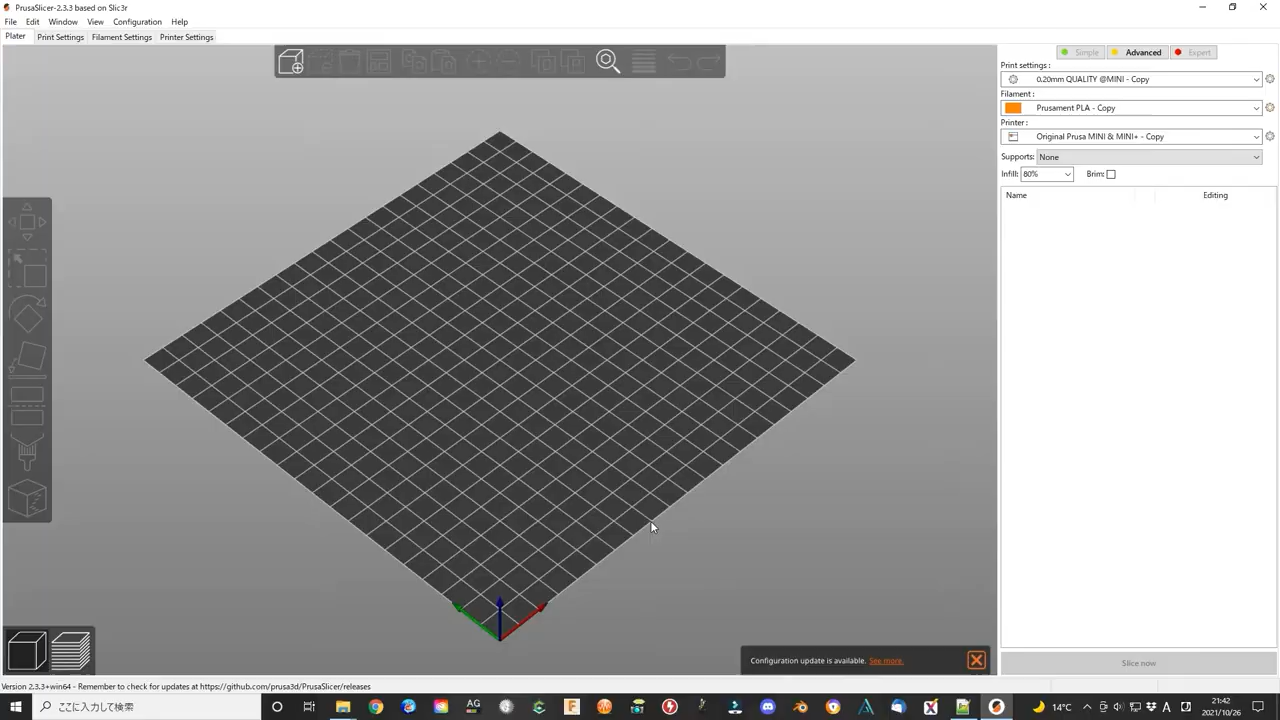 PrusaSlicer-2.3.3 based on Slic3r
File Edit Window View Configuration Help
Plater Print Settings Filament Settings Printer Settings
Simple Advanced Expert
Print settings :
0.20mm QUALITY @MINI - Copy
Filament :
Prusament PLA - Copy
Printer :
Original Prusa MINI & MINI+ - Copy
Supports: None
Infill: 80% Brim:
Name Editing
Configuration update is available. See more.
Slice now
Version 2.3.3+win64 - Remember to check for updates at https://github.com/prusa3d/PrusaSlicer/releases
ここに入力して検索
AG
F
14°C
A
21:42
2021/10/26